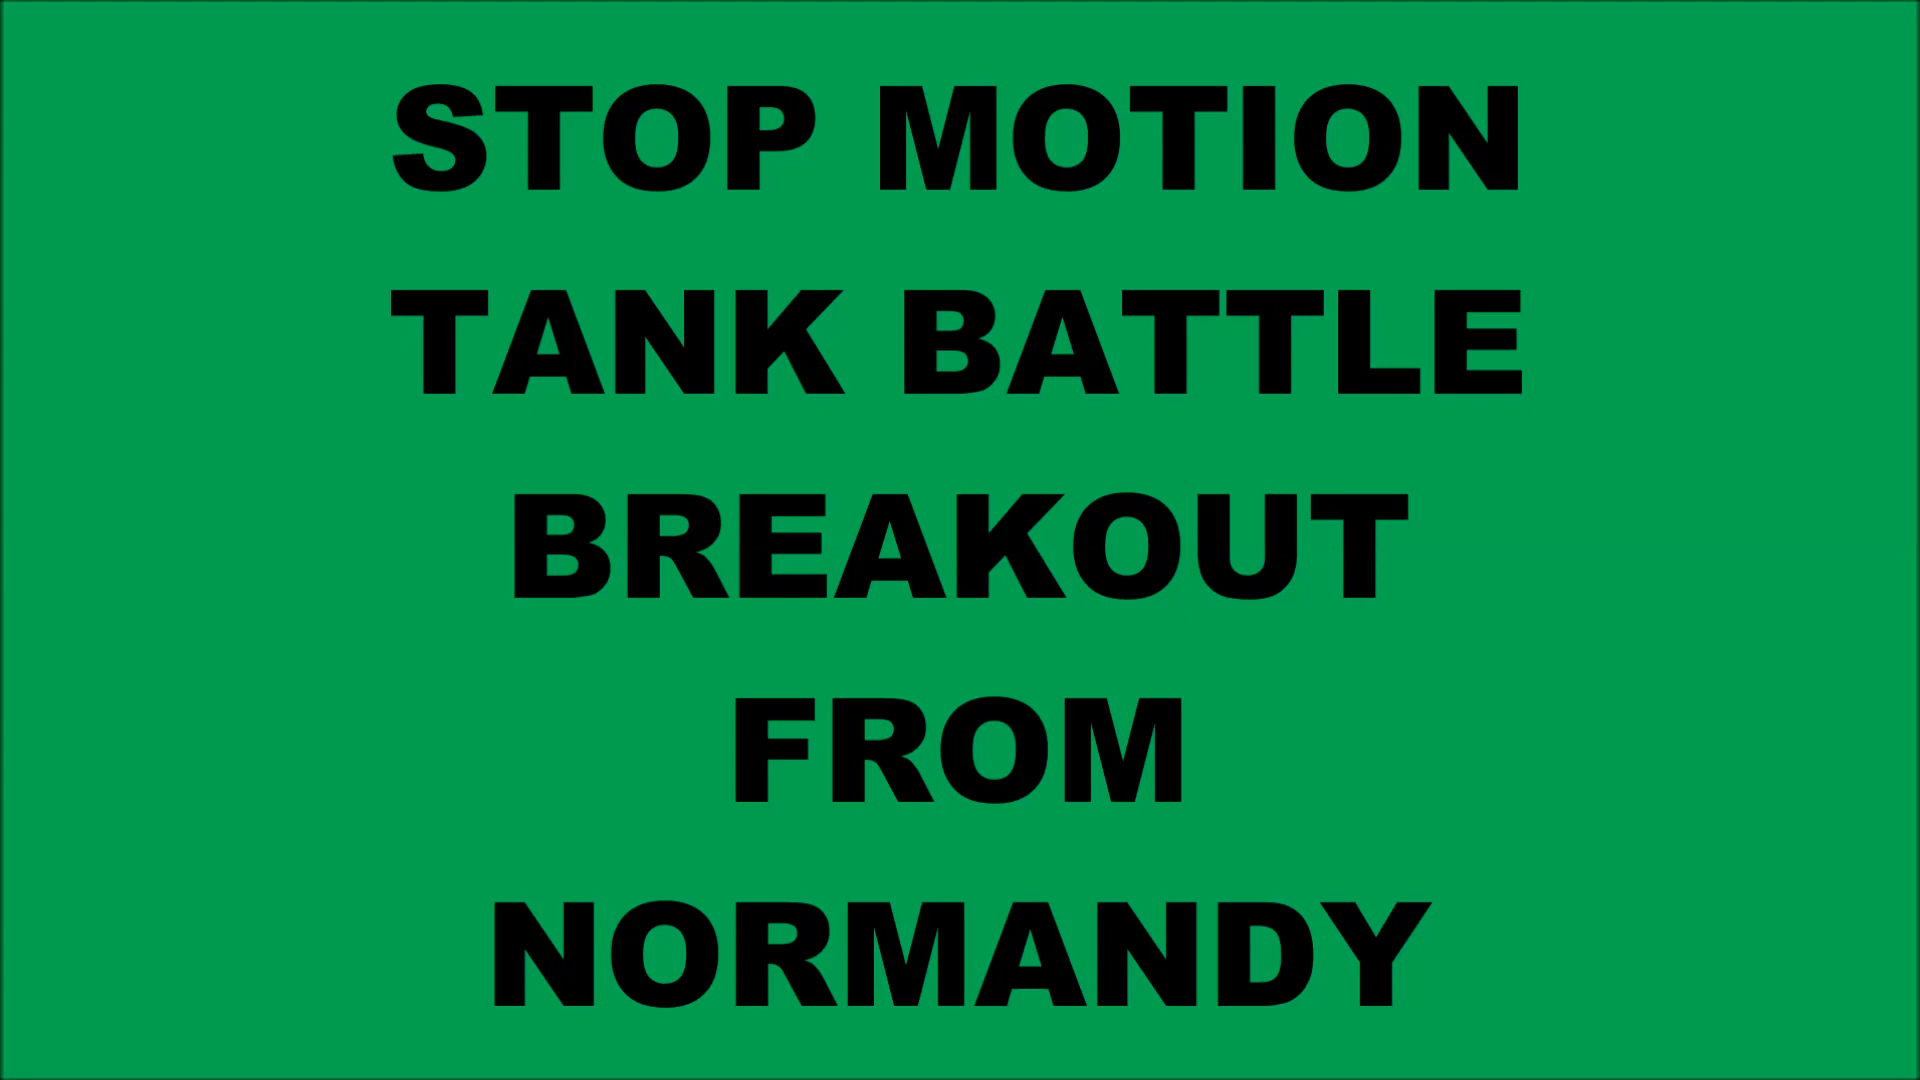 STOP MOTION
TANK BATTLE
BREAKOUT
FROM
NORMANDY